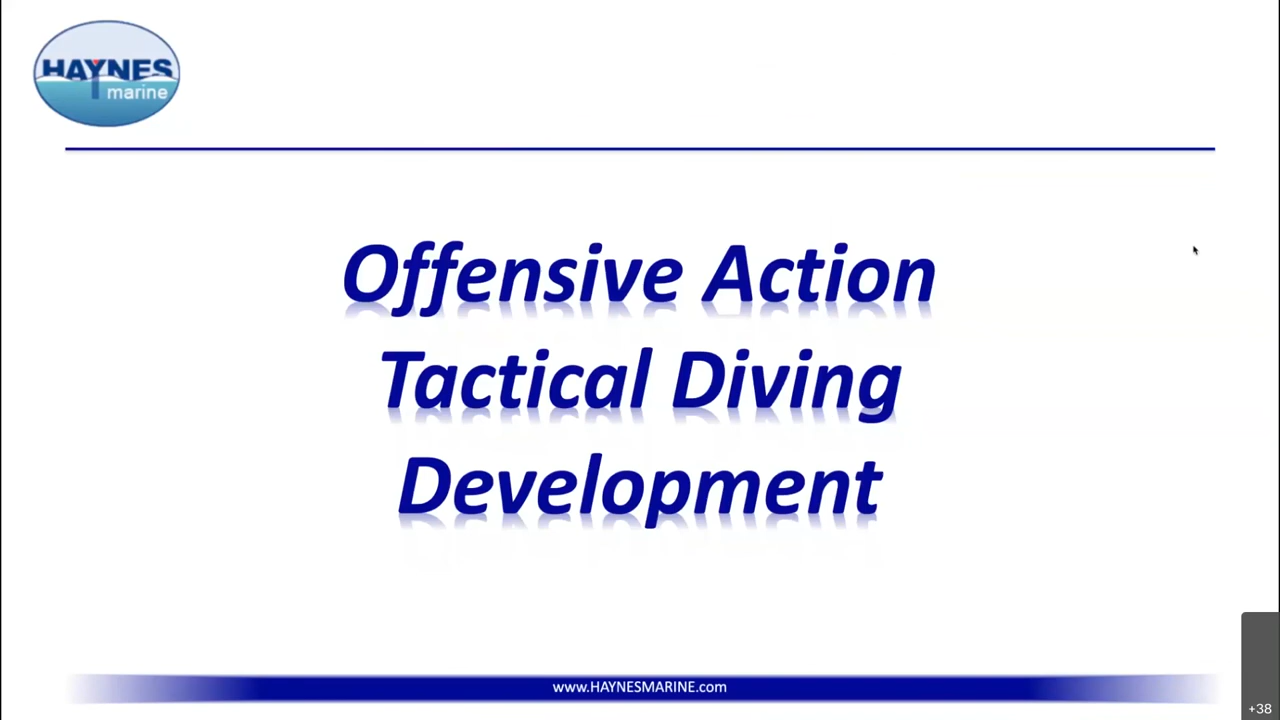 HAYNES
marine
Offensive Action
Tactical Diving
Development
www.HAYNESMARINE.com
+38